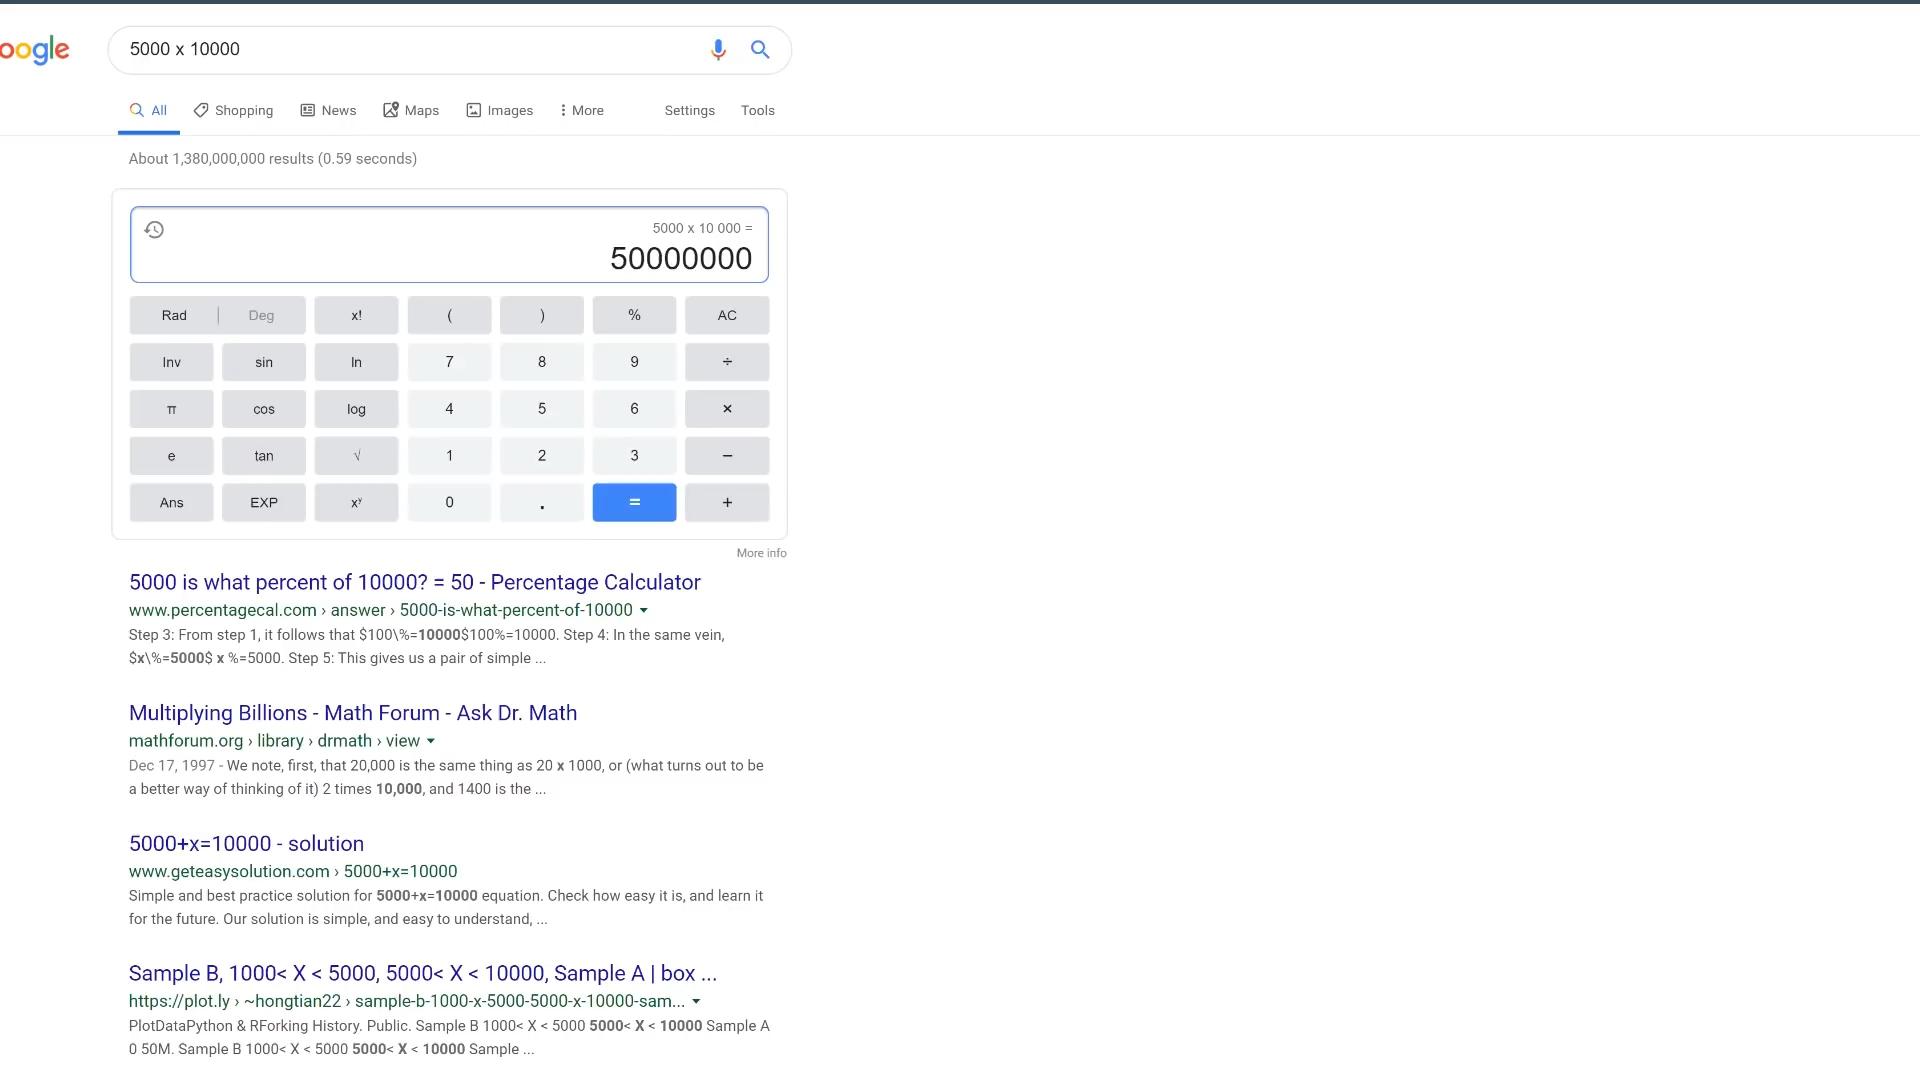 oogle
5000 x 10000
All Shopping News Maps Images More Settings Tools
About 1,380,000,000 results (0.59 seconds)
5000 x 10 000 =
50000000
Rad | Deg x! ( ) % AC
Inv sin ln 7 8 9 ÷
π cos log 4 5 6 ×
e tan √ 1 2 3 −
Ans EXP xʸ 0 . = +
More info
5000 is what percent of 10000? = 50 - Percentage Calculator
www.percentagecal.com › answer › 5000-is-what-percent-of-10000
Step 3: From step 1, it follows that $100\%=10000$100%=10000. Step 4: In the same vein,
$x\%=5000$ x %=5000. Step 5: This gives us a pair of simple ...
Multiplying Billions - Math Forum - Ask Dr. Math
mathforum.org › library › drmath › view
Dec 17, 1997 - We note, first, that 20,000 is the same thing as 20 x 1000, or (what turns out to be
a better way of thinking of it) 2 times 10,000, and 1400 is the ...
5000+x=10000 - solution
www.geteasysolution.com › 5000+x=10000
Simple and best practice solution for 5000+x=10000 equation. Check how easy it is, and learn it
for the future. Our solution is simple, and easy to understand, ...
Sample B, 1000< X < 5000, 5000< X < 10000, Sample A | box ...
https://plot.ly › ~hongtian22 › sample-b-1000-x-5000-5000-x-10000-sam...
PlotDataPython & RForking History. Public. Sample B 1000< X < 5000 5000< X < 10000 Sample A
0 50M. Sample B 1000< X < 5000 5000< X < 10000 Sample ...